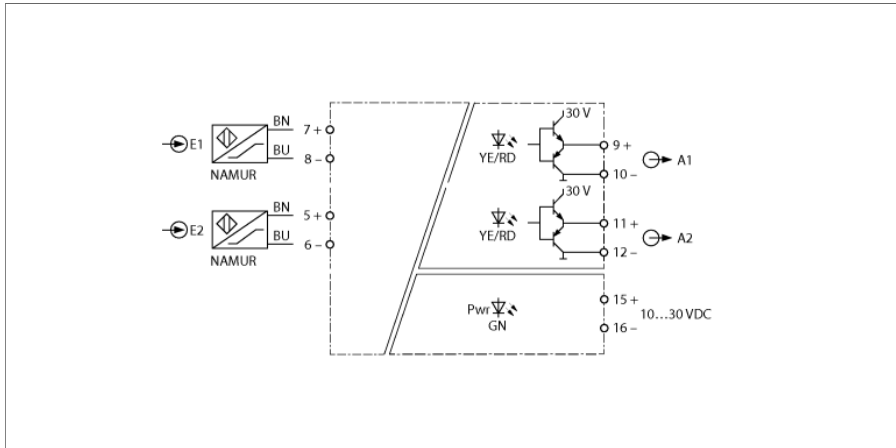 E1
BN
7 +
BU
8 –
NAMUR
E2
BN
5 +
BU
6 –
NAMUR
30 V
YE/RD
9 +
10 –
A1
30 V
YE/RD
11 +
12 –
A2
Pwr
GN
15 +
16 –
10...30 VDC